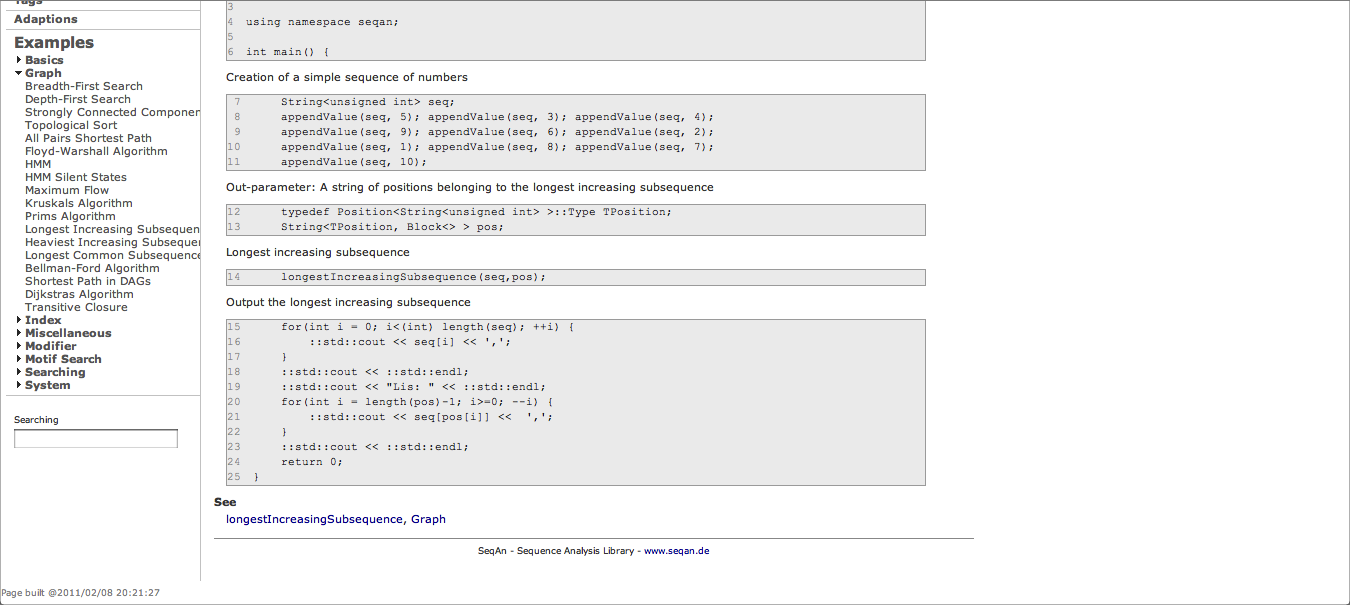 Tags
Adaptions
Examples
Basics
Graph
Breadth-First Search
Depth-First Search
Strongly Connected Componen
Topological Sort
All Pairs Shortest Path
Floyd-Warshall Algorithm
HMM
HMM Silent States
Maximum Flow
Kruskals Algorithm
Prims Algorithm
Longest Increasing Subsequen
Heaviest Increasing Subseque
Longest Common Subsequence
Bellman-Ford Algorithm
Shortest Path in DAGs
Dijkstras Algorithm
Transitive Closure
Index
Miscellaneous
Modifier
Motif Search
Searching
System
Searching
3
4 using namespace seqan;
5
6 int main() {
Creation of a simple sequence of numbers
7 String<unsigned int> seq;
8 appendValue(seq, 5); appendValue(seq, 3); appendValue(seq, 4);
9 appendValue(seq, 9); appendValue(seq, 6); appendValue(seq, 2);
10 appendValue(seq, 1); appendValue(seq, 8); appendValue(seq, 7);
11 appendValue(seq, 10);
Out-parameter: A string of positions belonging to the longest increasing subsequence
12 typedef Position<String<unsigned int> >::Type TPosition;
13 String<TPosition, Block<> > pos;
Longest increasing subsequence
14 longestIncreasingSubsequence(seq,pos);
Output the longest increasing subsequence
15 for(int i = 0; i<(int) length(seq); ++i) {
16 ::std::cout << seq[i] << ',';
17 }
18 ::std::cout << ::std::endl;
19 ::std::cout << "Lis: " << ::std::endl;
20 for(int i = length(pos)-1; i>=0; --i) {
21 ::std::cout << seq[pos[i]] << ',';
22 }
23 ::std::cout << ::std::endl;
24 return 0;
25 }
See
longestIncreasingSubsequence, Graph
SeqAn - Sequence Analysis Library - www.seqan.de
Page built @2011/02/08 20:21:27